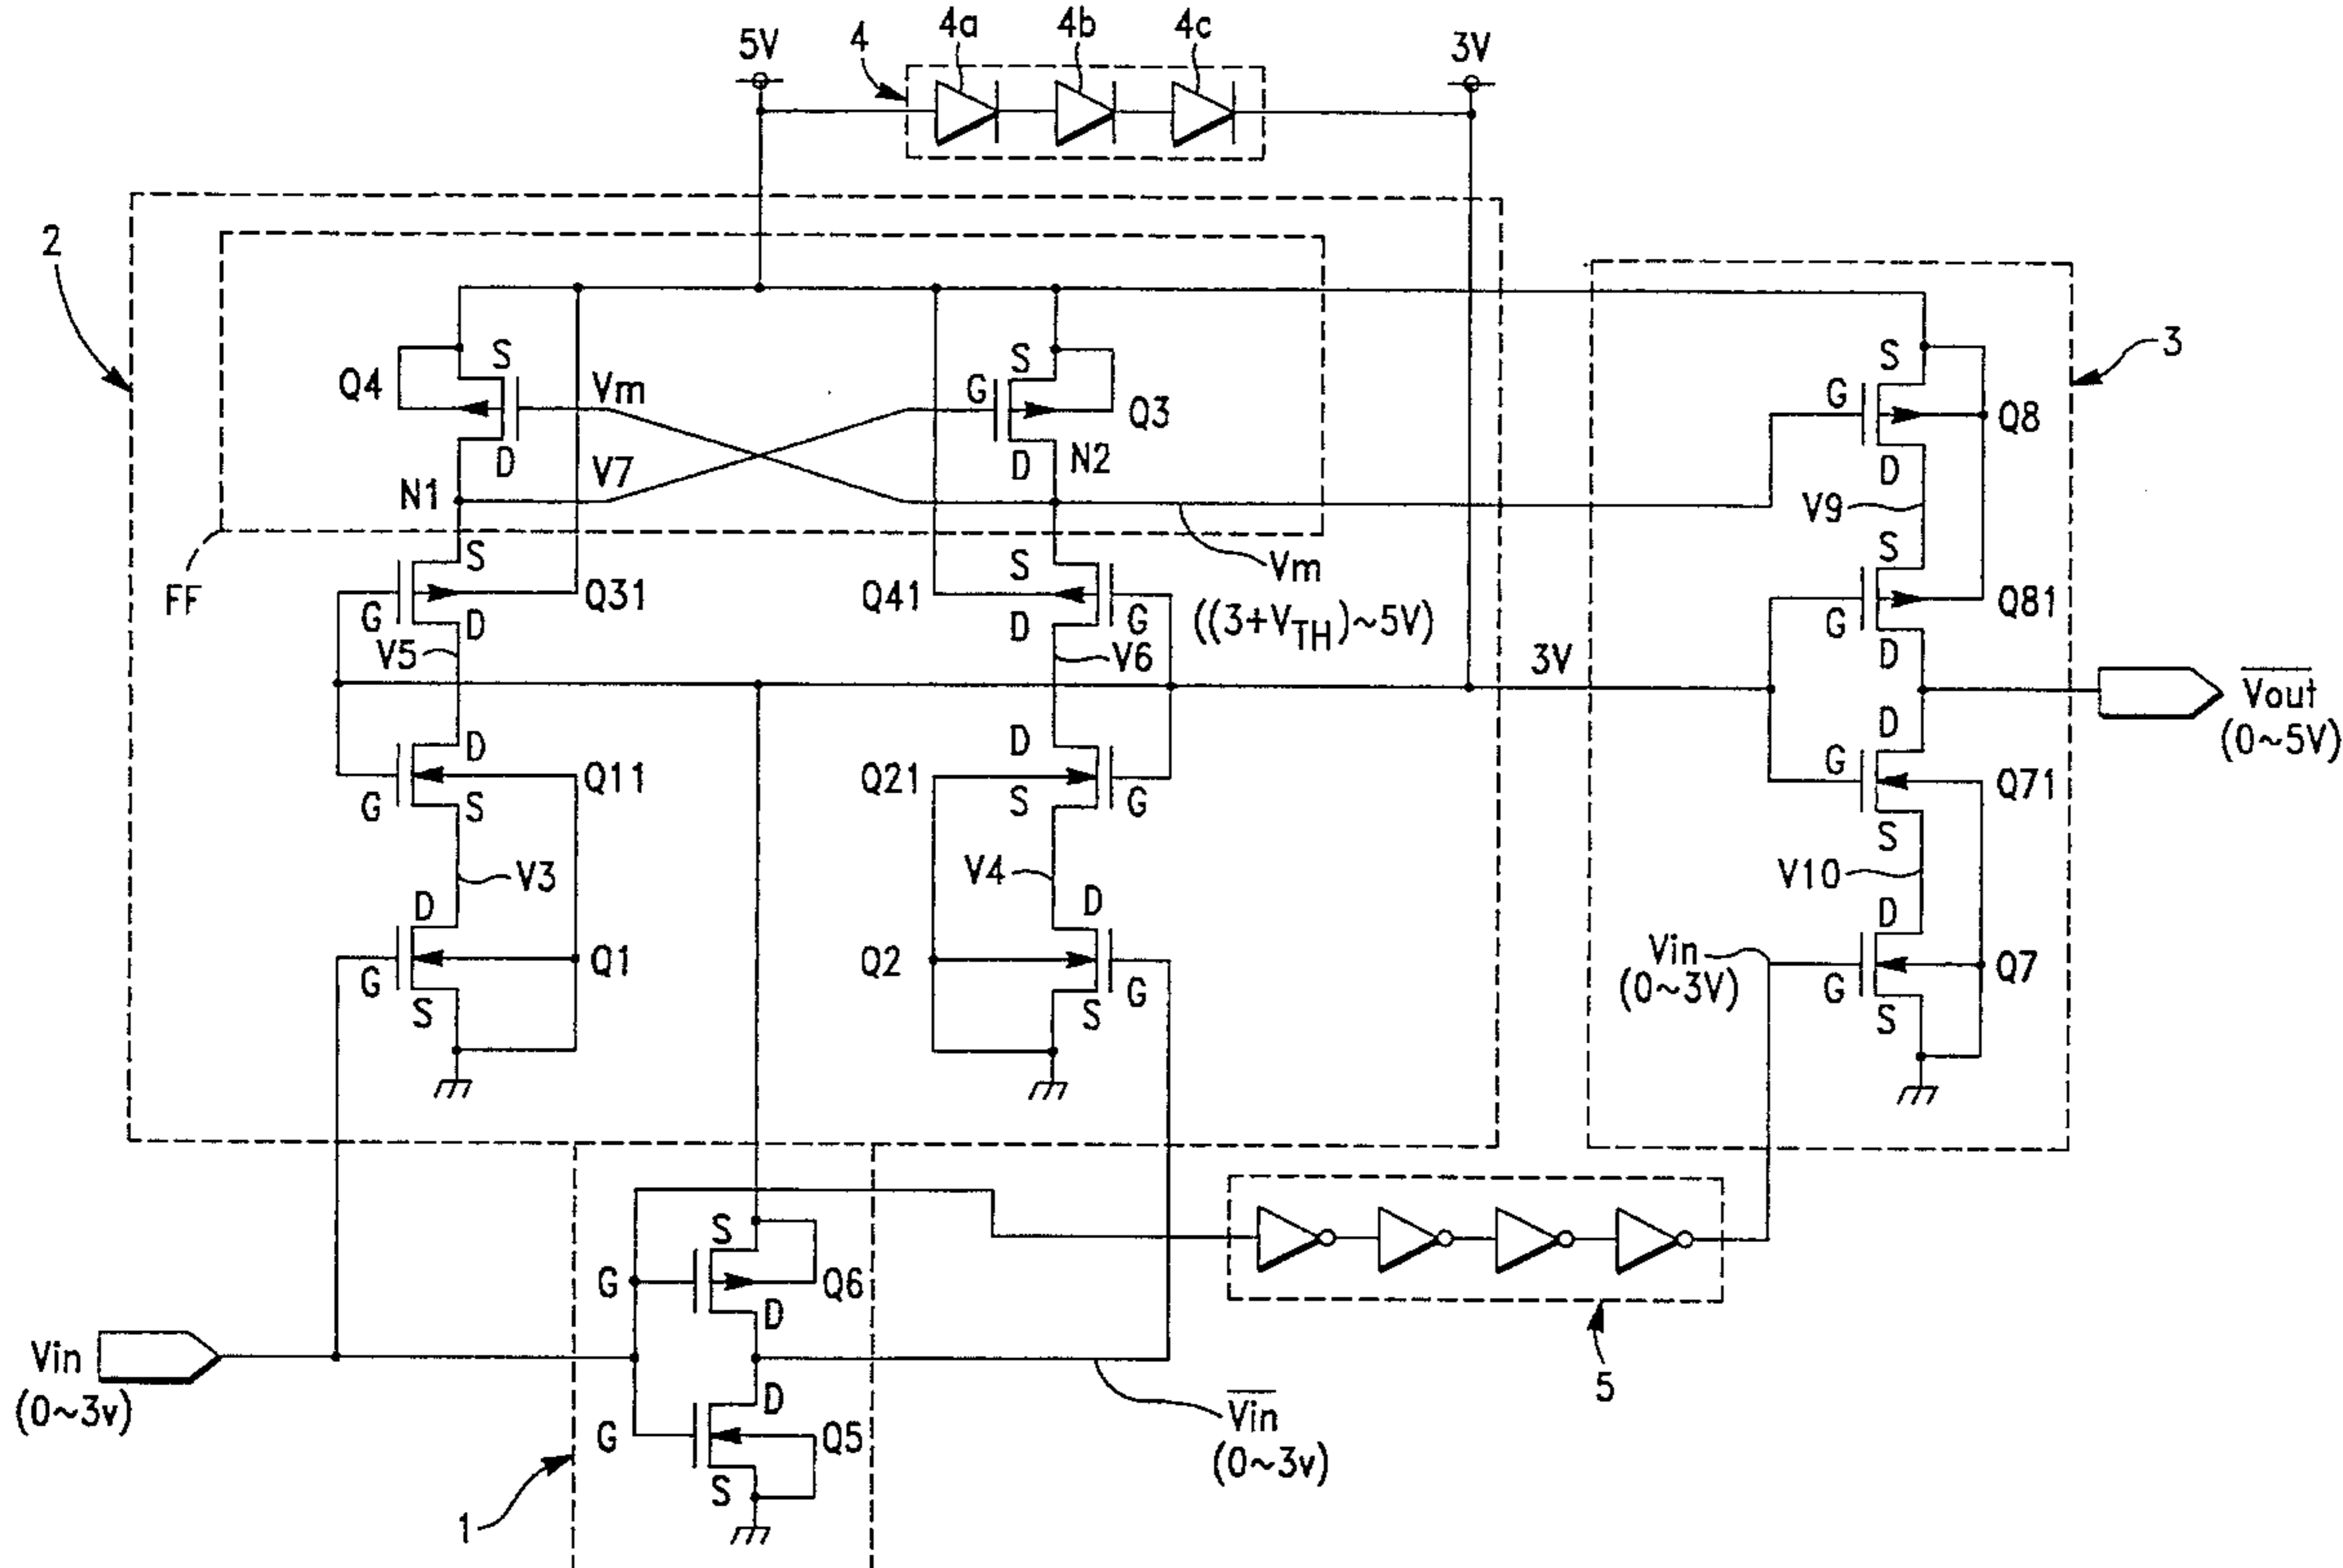 4a
4b
4c
4
5V
3V
2
3
S
S
S
Q4
Vm
G
Q3
G
Q8
D
V7
D
N2
D
N1
V9
S
S
Vm
S
FF
G
Q31
Q41
G
((3+VTH)~5V)
G
Q81
D
D
V5
V6
3V
D
D
D
D
Vout
(0~5V)
Q11
Q21
G
Q71
G
S
S
G
S
V3
V4
V10
D
D
D
Vin
(0~3V)
Q1
Q2
Q7
G
G
G
S
S
S
S
G
Q6
D
Vin
(0~3v)
5
D
G
Q5
Vin
(0~3v)
S
1